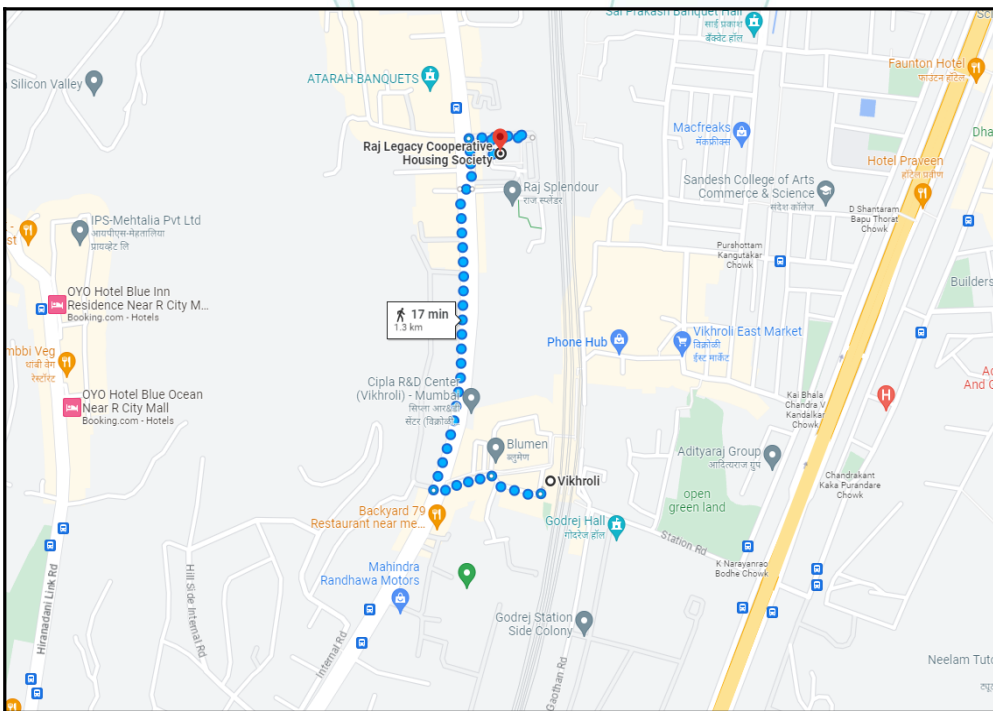 Sai Prakash Banquet Hall
साई प्रकाश
बॅंक्वेट हॉल
Silicon Valley
ATARAH BANQUETS
Faunton Hotel
फाउंटन हॉटेल
Macfreaks
मॅकफ्रीक्स
Dha
Raj Legacy Cooperative
Housing Society
Hotel Praveen
हॉटेल प्रवीण
Sandesh College of Arts
Commerce & Science
संदेश कॉलेज
Raj Splendour
राज स्प्लेंडर
D Shantaram
Bapu Thorat
Chowk
IPS-Mehtalia Pvt Ltd
आयपीएस-मेहतालिया
प्रायव्हेट लि
st
Purshottam
Kangutakar
Chowk
OYO Hotel Blue Inn
Residence Near R City M...
Booking.com - Hotels
Builders
17 min
1.3 km
Phone Hub
Vikhroli East Market
विक्रोळी
ईस्ट मार्केट
mbbi Veg
धांबी वेग
रेस्टॉरंट
Cipla R&D Center
(Vikhroli) - Mumbai
सिप्ला आर&डी
सेंटर (विक्रोळी)...
OYO Hotel Blue Ocean
Near R City Mall
Booking.com - Hotels
Kai Bhala
Chandra V
Kandalkar
Chowk
H
And
Blumen
ब्लुमेण
Adityaraj Group
आदित्यराज ग्रुप
Vikhroli
Chandrakant
Kaka Purandare
Chowk
open
green land
Backyard 79
Restaurant near me...
Godrej Hall
गोदरेज हॉल
Station Rd
K Narayanrao
Bodhe Chowk
Mahindra
Randhawa Motors
Hiranadani Link Rd
Hill Side Internal Rd
Internal Rd
Godrej Station
Side Colony
Gaothan Rd
Neelam Tuto